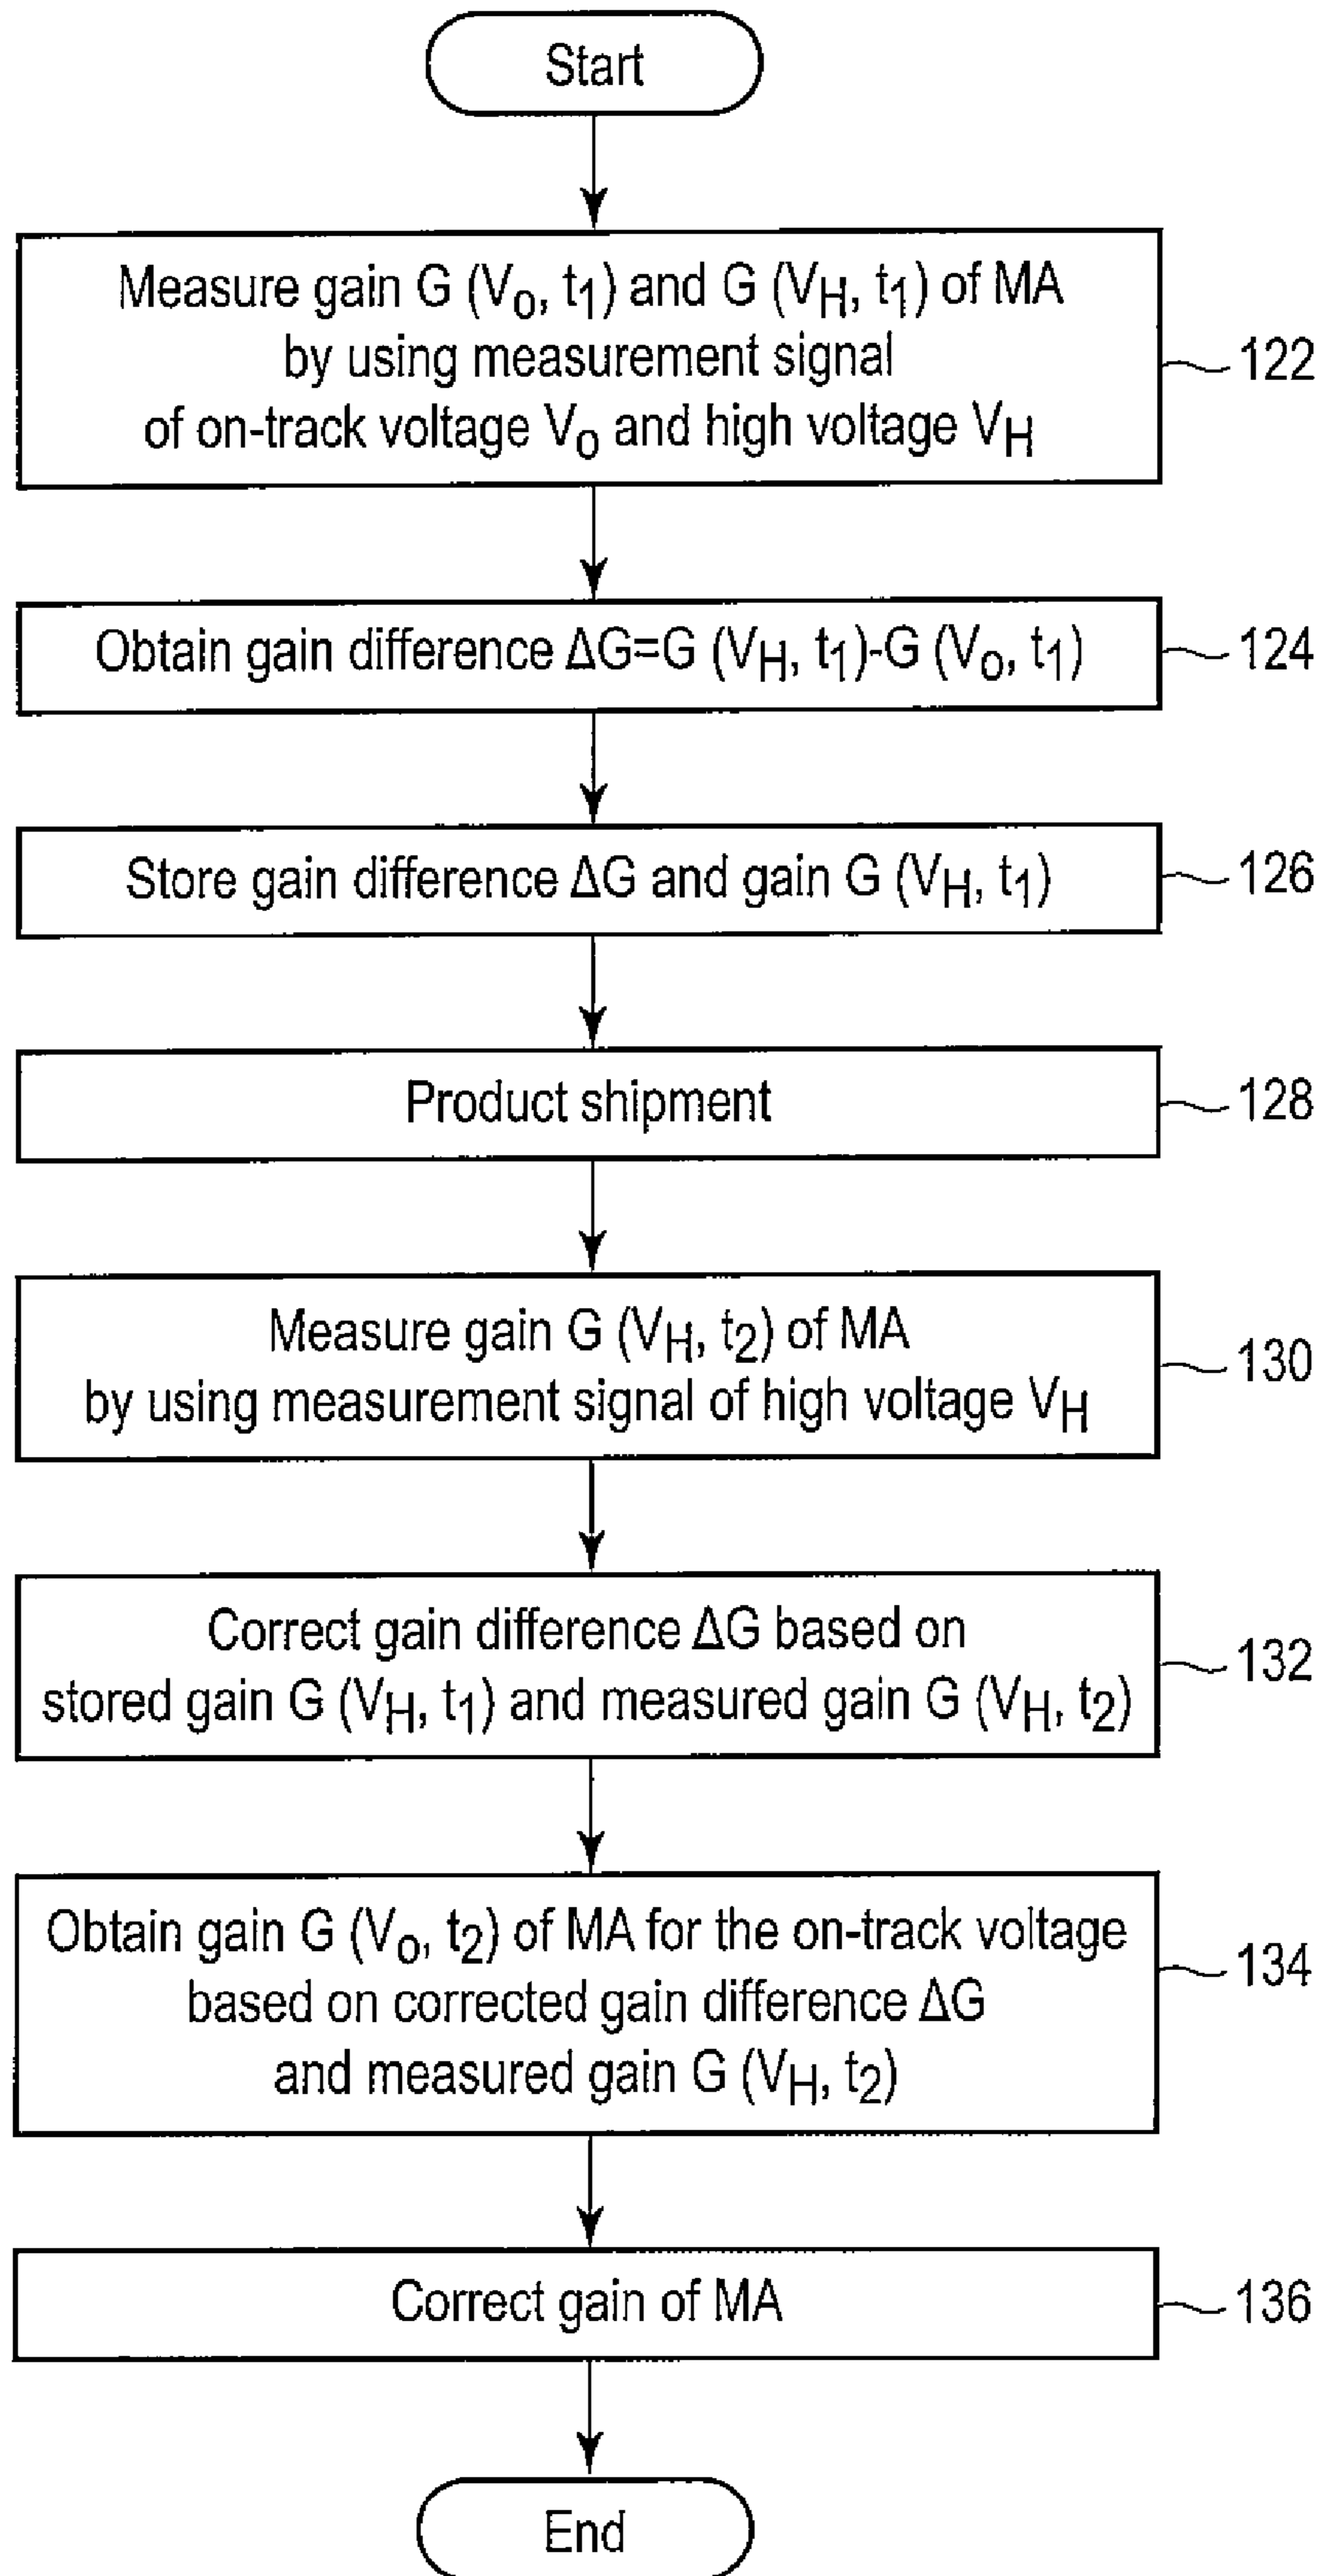 Start
Measure gain G (Vo, t1) and G (VH, t1) of MA
by using measurement signal
of on-track voltage Vo and high voltage VH
122
Obtain gain difference ΔG=G (VH, t1)-G (Vo, t1)
124
Store gain difference ΔG and gain G (VH, t1)
126
Product shipment
128
Measure gain G (VH, t2) of MA
by using measurement signal of high voltage VH
130
Correct gain difference ΔG based on
stored gain G (VH, t1) and measured gain G (VH, t2)
132
Obtain gain G (Vo, t2) of MA for the on-track voltage
based on corrected gain difference ΔG
and measured gain G (VH, t2)
134
Correct gain of MA
136
End